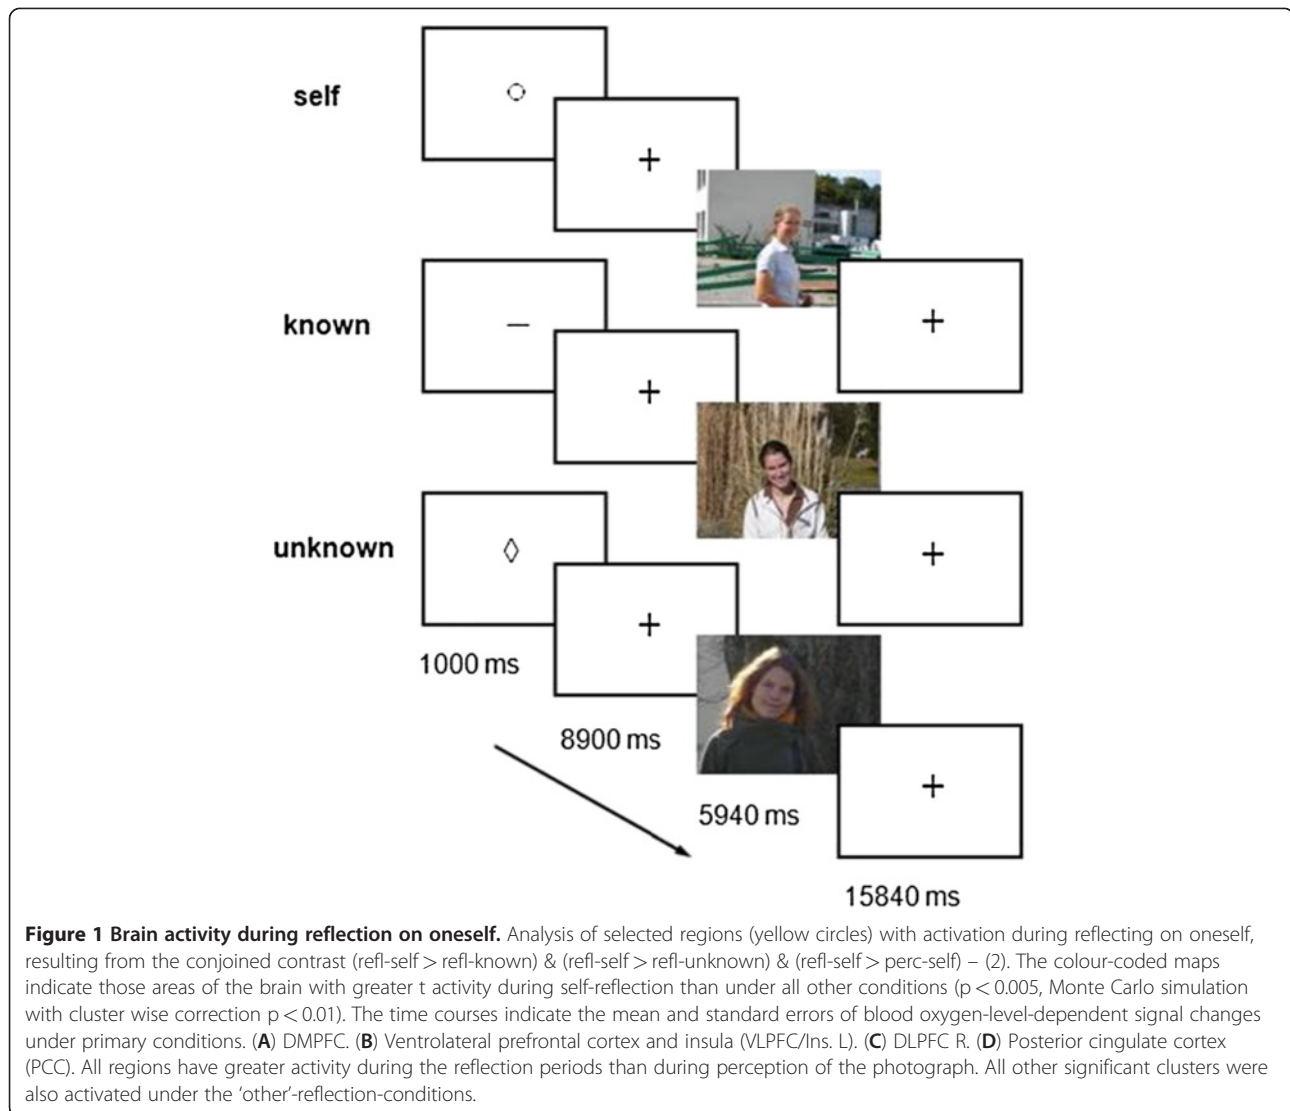 self
known
unknown
1000 ms
8900 ms
5940 ms
15840 ms
Figure 1 Brain activity during reflection on oneself. Analysis of selected regions (yellow circles) with activation during reflecting on oneself,
resulting from the conjoined contrast (refl-self > refl-known) & (refl-self > refl-unknown) & (refl-self > perc-self) – (2). The colour-coded maps
indicate those areas of the brain with greater t activity during self-reflection than under all other conditions (p < 0.005, Monte Carlo simulation
with cluster wise correction p < 0.01). The time courses indicate the mean and standard errors of blood oxygen-level-dependent signal changes
under primary conditions. (A) DMPFC. (B) Ventrolateral prefrontal cortex and insula (VLPFC/Ins. L). (C) DLPFC R. (D) Posterior cingulate cortex
(PCC). All regions have greater activity during the reflection periods than during perception of the photograph. All other significant clusters were
also activated under the ‘other’-reflection-conditions.